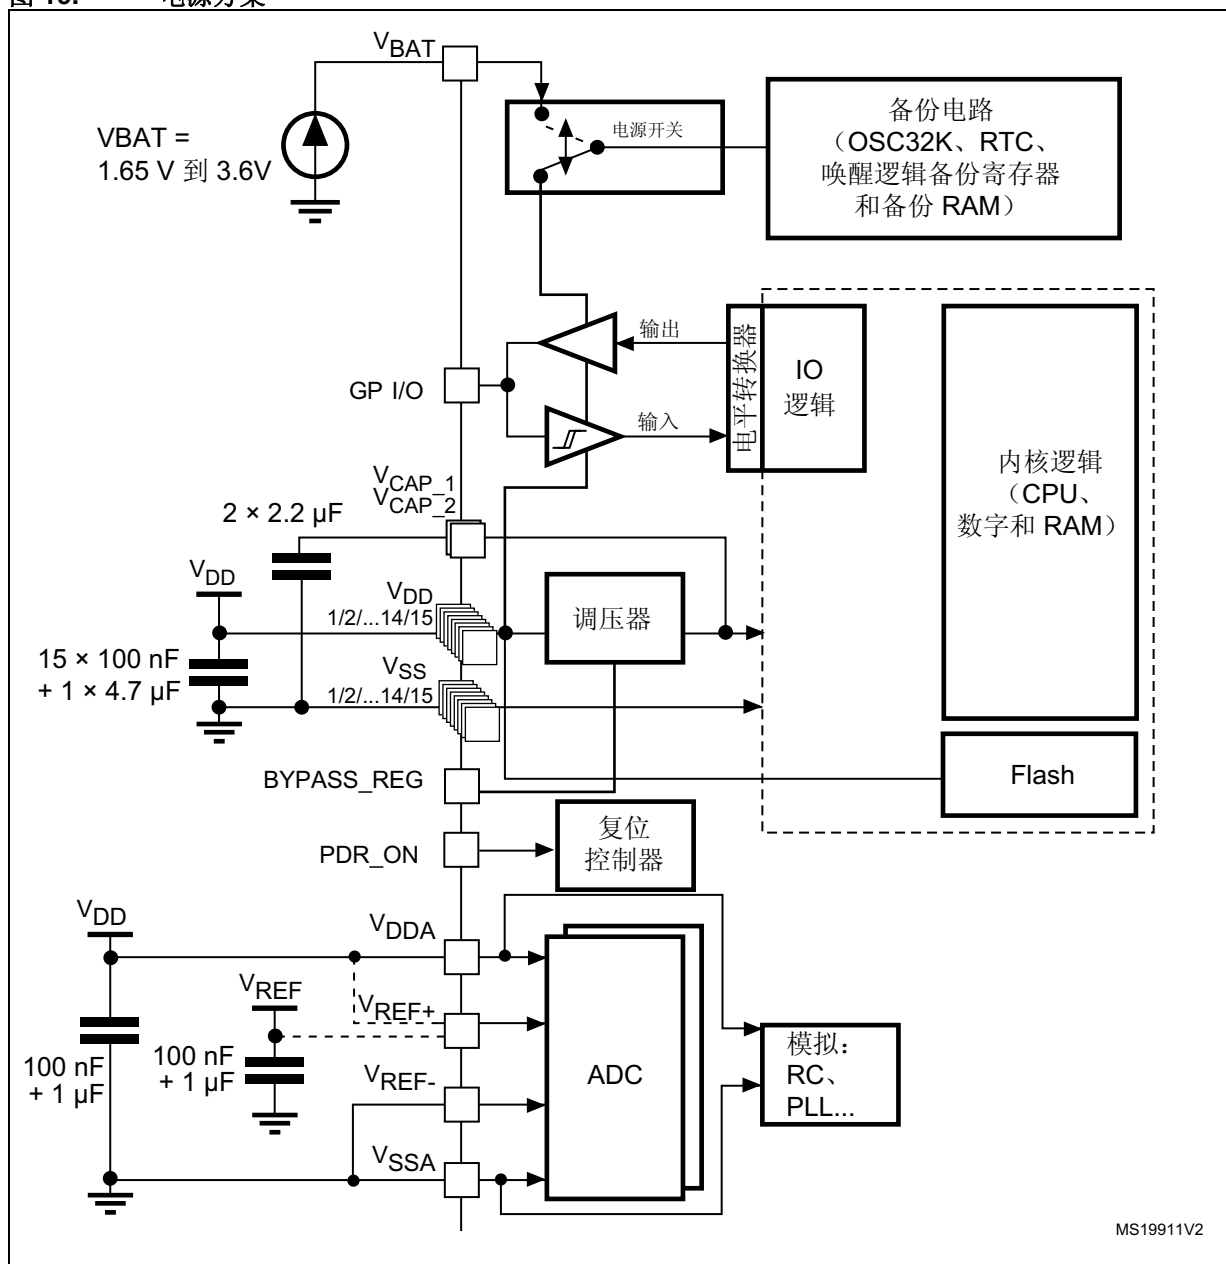 VBAT
VBAT =
1.65 V 到 3.6V
电源开关
备份电路
（OSC32K、RTC、
唤醒逻辑备份寄存器
和备份 RAM）
输出
GP I/O
输入
电平转换器
IO
逻辑
内核逻辑
（CPU、
数字和 RAM）
VCAP_1
VCAP_2
2 × 2.2 μF
VDD
VDD
1/2/...14/15
调压器
15 × 100 nF
+ 1 × 4.7 μF
VSS
1/2/...14/15
BYPASS_REG
Flash
PDR_ON
复位
控制器
VDD
VDDA
VREF
VREF+
100 nF
+ 1 μF
100 nF
+ 1 μF
VREF-
ADC
模拟：
RC、
PLL...
VSSA
MS19911V2